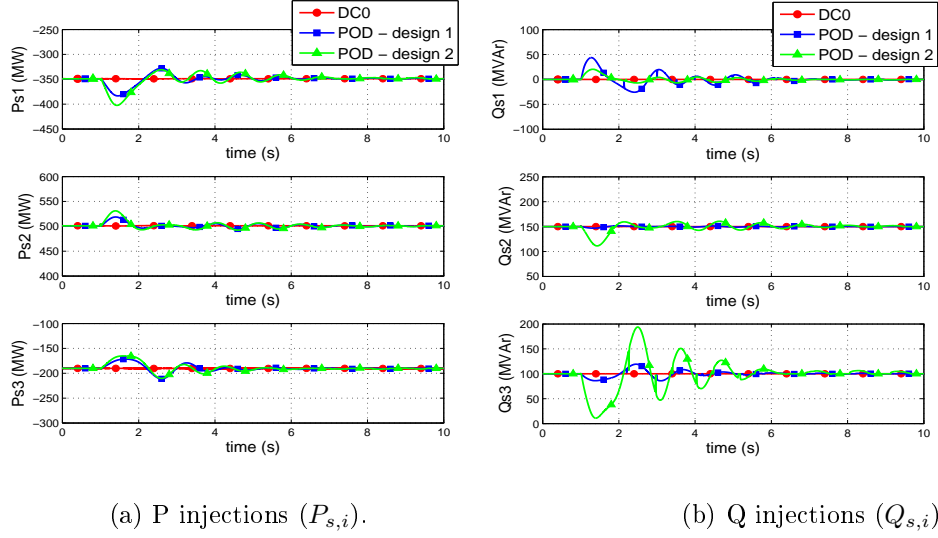 DC0
POD − design 1
POD − design 2
−250
−300
−350
−400
−450
0 2 4 6 8 10
Ps1 (MW)
time (s)
600
550
500
450
400
0 2 4 6 8 10
Ps2 (MW)
time (s)
−100
−150
−200
−250
−300
0 2 4 6 8 10
Ps3 (MW)
time (s)
(a) P injections (Ps,i).
DC0
POD − design 1
POD − design 2
100
50
0
50
−100
0 2 4 6 8 10
Qs1 (MVAr)
time (s)
250
200
150
100
50
0 2 4 6 8 10
Qs2 (MVAr)
time (s)
200
150
100
50
0
0 2 4 6 8 10
Qs3 (MVAr)
time (s)
(b) Q injections (Qs,i)